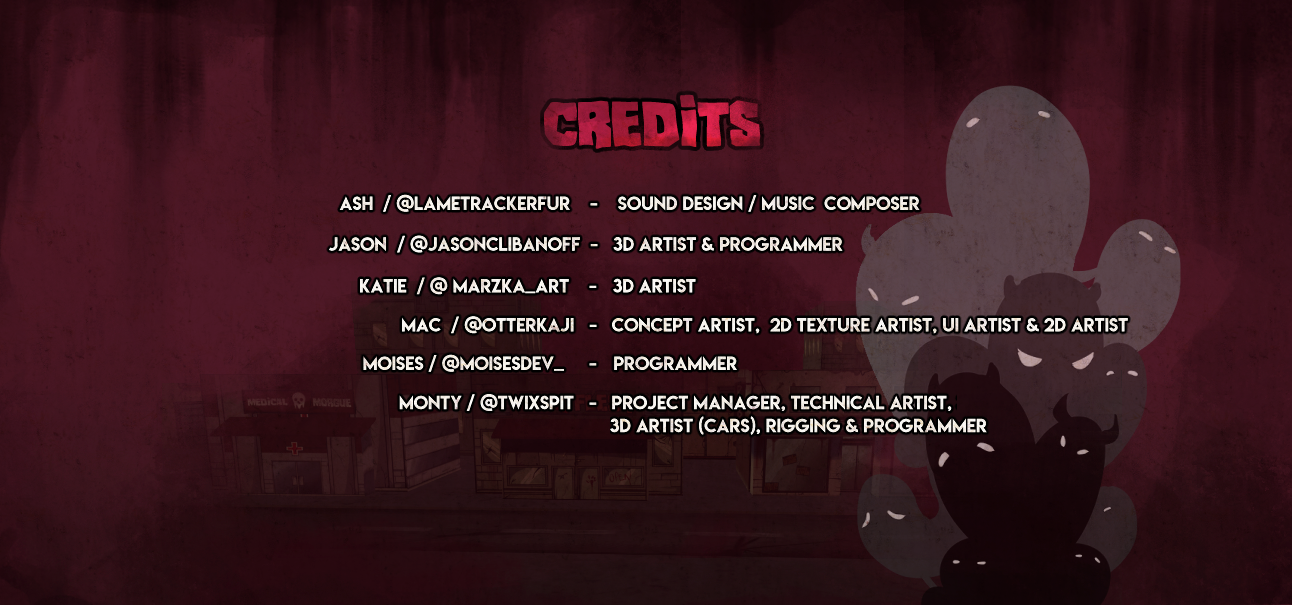 CREDiTS
ASH / @LAMETRACKERFUR - SOUND DESIGN / MUSIC COMPOSER
JASON / @JASONCLIBANOFF - 3D ARTIST & PROGRAMMER
KATIE / @ MARZKA_ART - 3D ARTIST
MAC / @OTTERKAJI - CONCEPT ARTIST, 2D TEXTURE ARTIST, UI ARTIST & 2D ARTIST
MOISES / @MOISESDEV_ - PROGRAMMER
MONTY / @TWIXSPIT - PROJECT MANAGER, TECHNICAL ARTIST,
3D ARTIST (CARS), RIGGING & PROGRAMMER
MEDICAL MORGUE